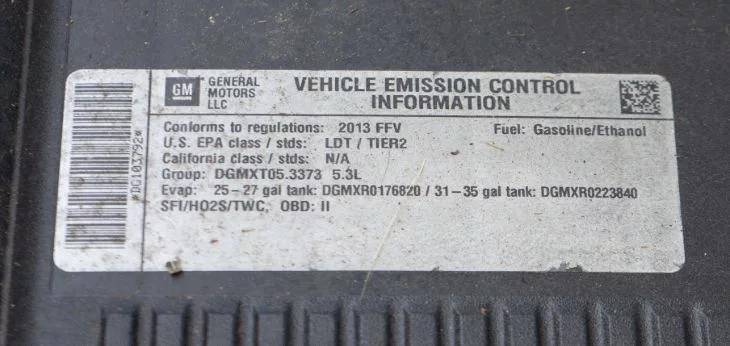 GM
GENERAL
MOTORS
LLC
VEHICLE EMISSION CONTROL
INFORMATION
Conforms to regulations: 2013 FFV Fuel: Gasoline/Ethanol
U.S. EPA class / stds: LDT / TIER2
California class / stds: N/A
Group: DGMXT05.3373 5.3L
Evap: 25-27 gal tank: DGMXR0176820 / 31-35 gal tank: DGMXR0223840
SFI/HO2S/TWC, OBD: II
*DG103792*